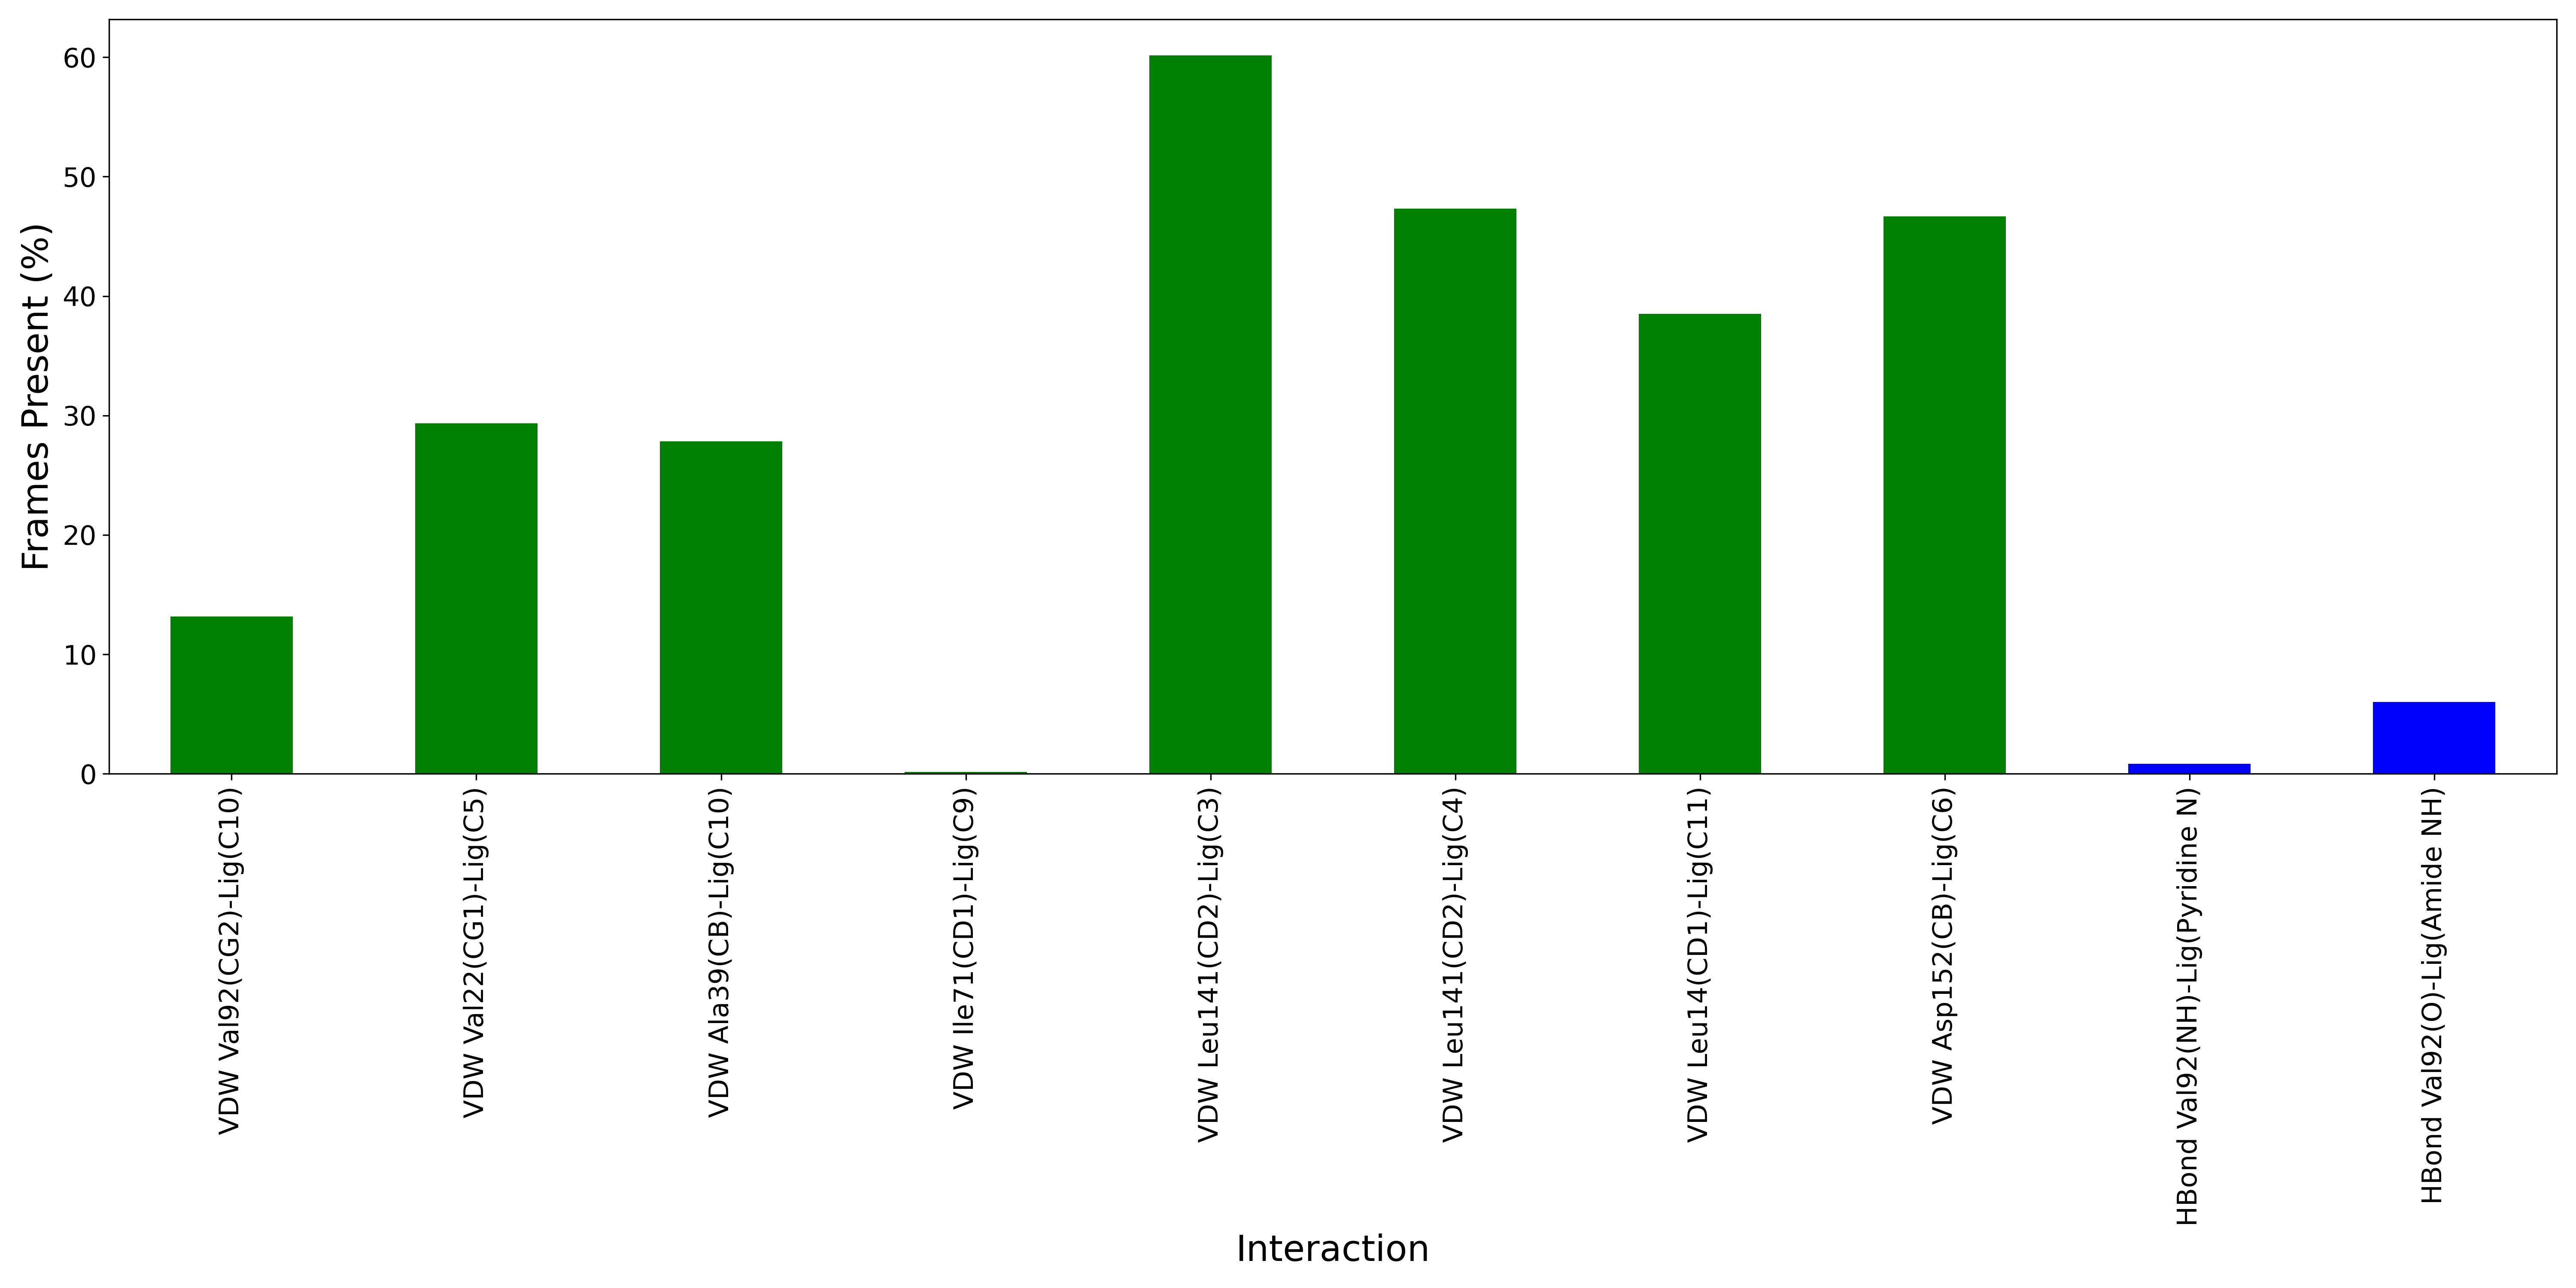 Frames Present (%)
60
50
40
30
20
10
0
VDW Val92(CG2)-Lig(C10)
VDW Val22(CG1)-Lig(C5)
VDW Ala39(CB)-Lig(C10)
VDW Ile71(CD1)-Lig(C9)
VDW Leu141(CD2)-Lig(C3)
VDW Leu141(CD2)-Lig(C4)
VDW Leu14(CD1)-Lig(C11)
VDW Asp152(CB)-Lig(C6)
HBond Val92(NH)-Lig(Pyridine N)
HBond Val92(O)-Lig(Amide NH)
Interaction